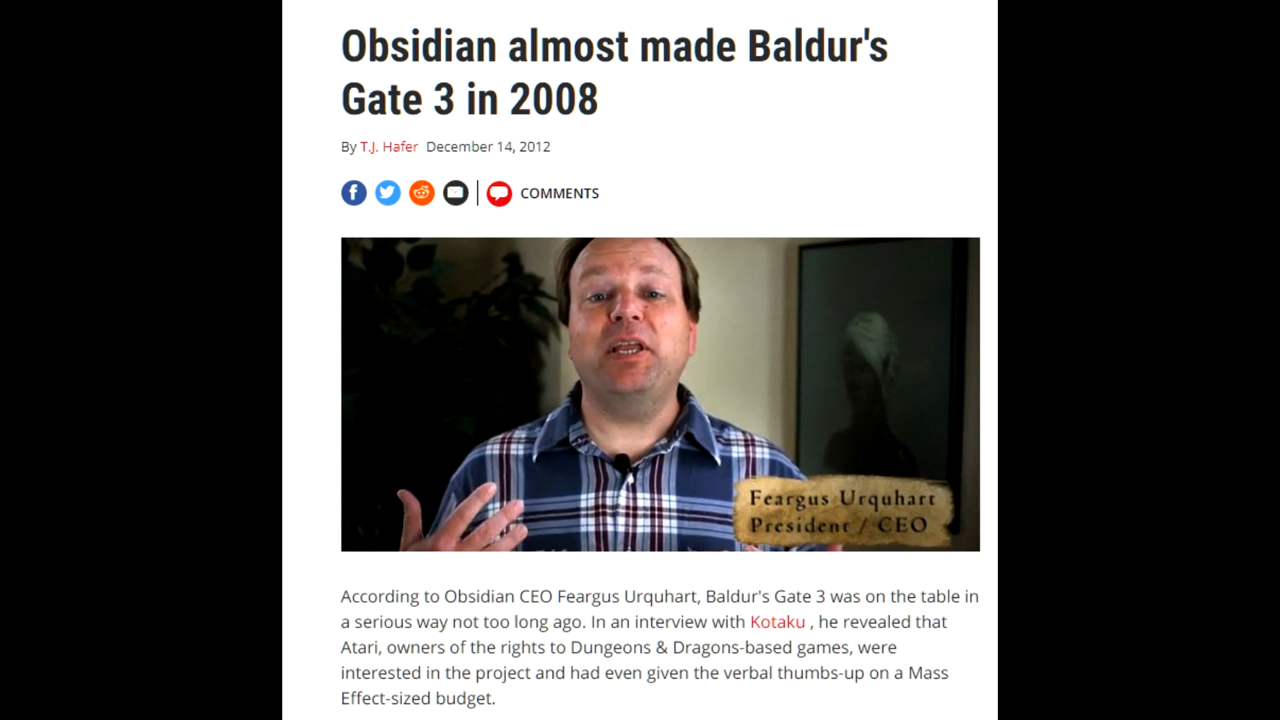 Obsidian almost made Baldur's
Gate 3 in 2008
By T.J. Hafer December 14, 2012
COMMENTS
Feargus Urquhart
President / CEO
According to Obsidian CEO Feargus Urquhart, Baldur's Gate 3 was on the table in
a serious way not too long ago. In an interview with Kotaku , he revealed that
Atari, owners of the rights to Dungeons & Dragons-based games, were
interested in the project and had even given the verbal thumbs-up on a Mass
Effect-sized budget.